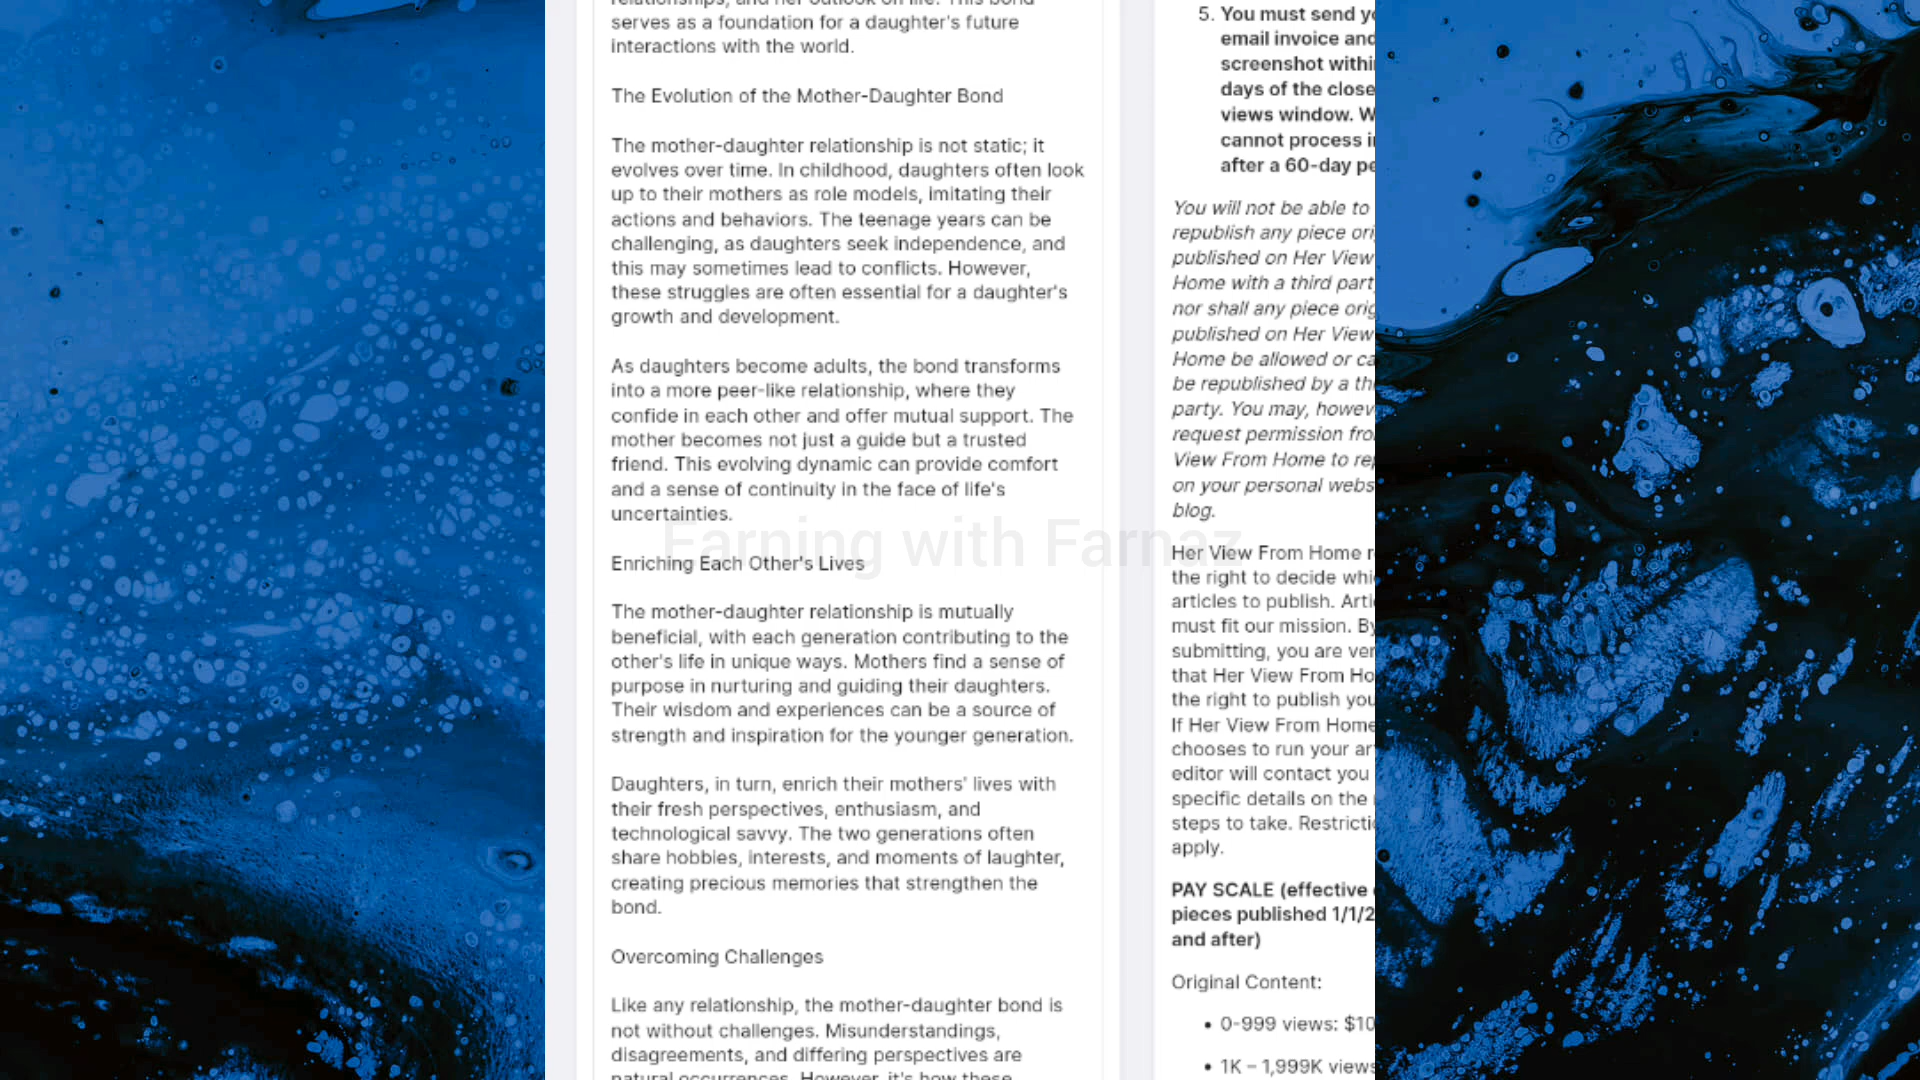 relationships, and her outlook on life. This bond
serves as a foundation for a daughter's future
interactions with the world.
The Evolution of the Mother-Daughter Bond
The mother-daughter relationship is not static; it
evolves over time. In childhood, daughters often look
up to their mothers as role models, imitating their
actions and behaviors. The teenage years can be
challenging, as daughters seek independence, and
this may sometimes lead to conflicts. However,
these struggles are often essential for a daughter's
growth and development.
As daughters become adults, the bond transforms
into a more peer-like relationship, where they
confide in each other and offer mutual support. The
mother becomes not just a guide but a trusted
friend. This evolving dynamic can provide comfort
and a sense of continuity in the face of life's
uncertainties.
Enriching Each Other's Lives
The mother-daughter relationship is mutually
beneficial, with each generation contributing to the
other's life in unique ways. Mothers find a sense of
purpose in nurturing and guiding their daughters.
Their wisdom and experiences can be a source of
strength and inspiration for the younger generation.
Daughters, in turn, enrich their mothers' lives with
their fresh perspectives, enthusiasm, and
technological savvy. The two generations often
share hobbies, interests, and moments of laughter,
creating precious memories that strengthen the
bond.
Overcoming Challenges
Like any relationship, the mother-daughter bond is
not without challenges. Misunderstandings,
disagreements, and differing perspectives are
natural occurrences. However, it's how these
Earning with Farnaz
5. You must send
email invoice and
screenshot
days of the close
views window.
cannot process
after a 60-day
You will not be able to
republish any piece
published on Her View
Home with a third
nor shall any piece
published on Her View
Home be allowed or
be republished by a
party. You may,
request permission
View From Home to
on your personal
blog.
Her View From Home
the right to decide
articles to publish.
must fit our mission.
submitting, you are
that Her View From
the right to publish
If Her View From Home
chooses to run your
editor will contact you
specific details on the
steps to take.
apply.
PAY SCALE (effective
pieces published
and after)
Original Content:
• 0-999 views:
• 1K – 1,999K views